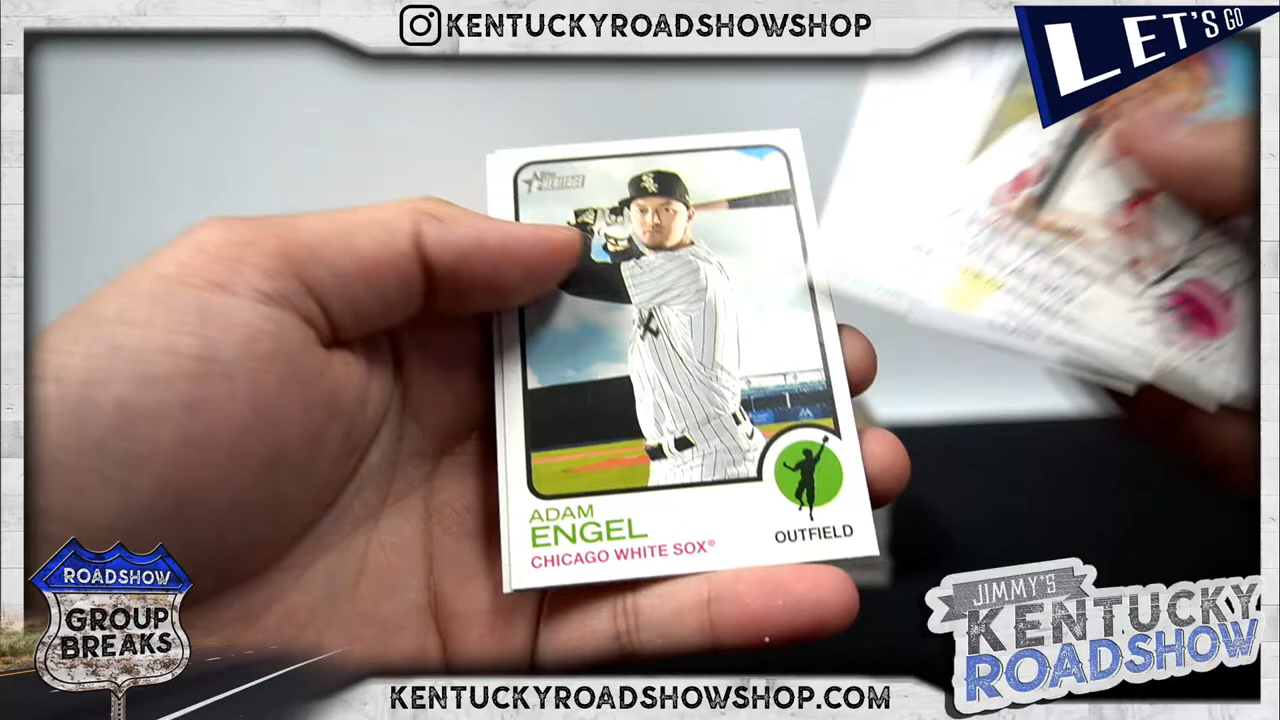 KENTUCKYROADSHOWSHOP
LET'S GO
Topps
HERITAGE
ADAM
ENGEL
CHICAGO WHITE SOX®
OUTFIELD
ROADSHOW
GROUP
BREAKS
JIMMY'S
KENTUCKY
ROADSHOW
KENTUCKYROADSHOWSHOP.COM